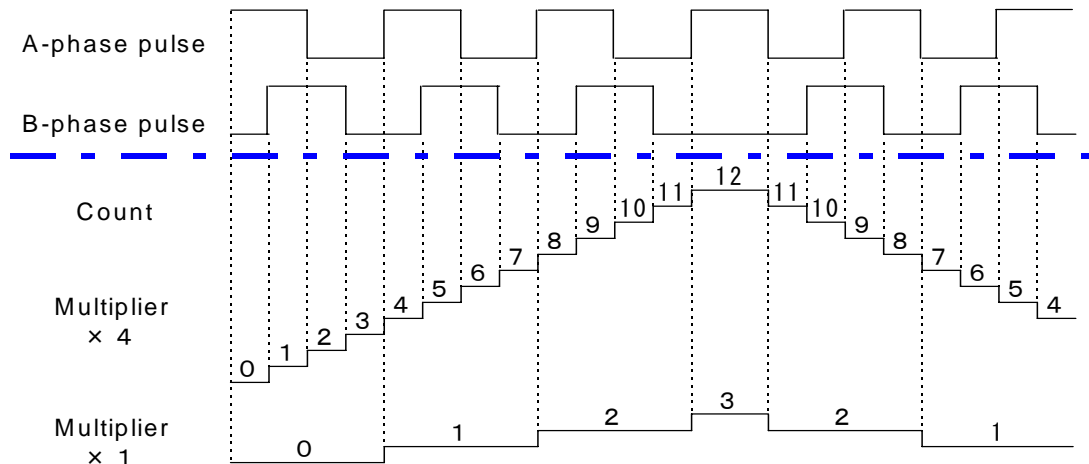 A-phase pulse
B-phase pulse
Count
12
11 11
10 10
9 9
8 8
7 7
6 6
5 5
4 4
3
2
1
0
Multiplier
× 4
Multiplier
× 1
0 1 2 3 2 1